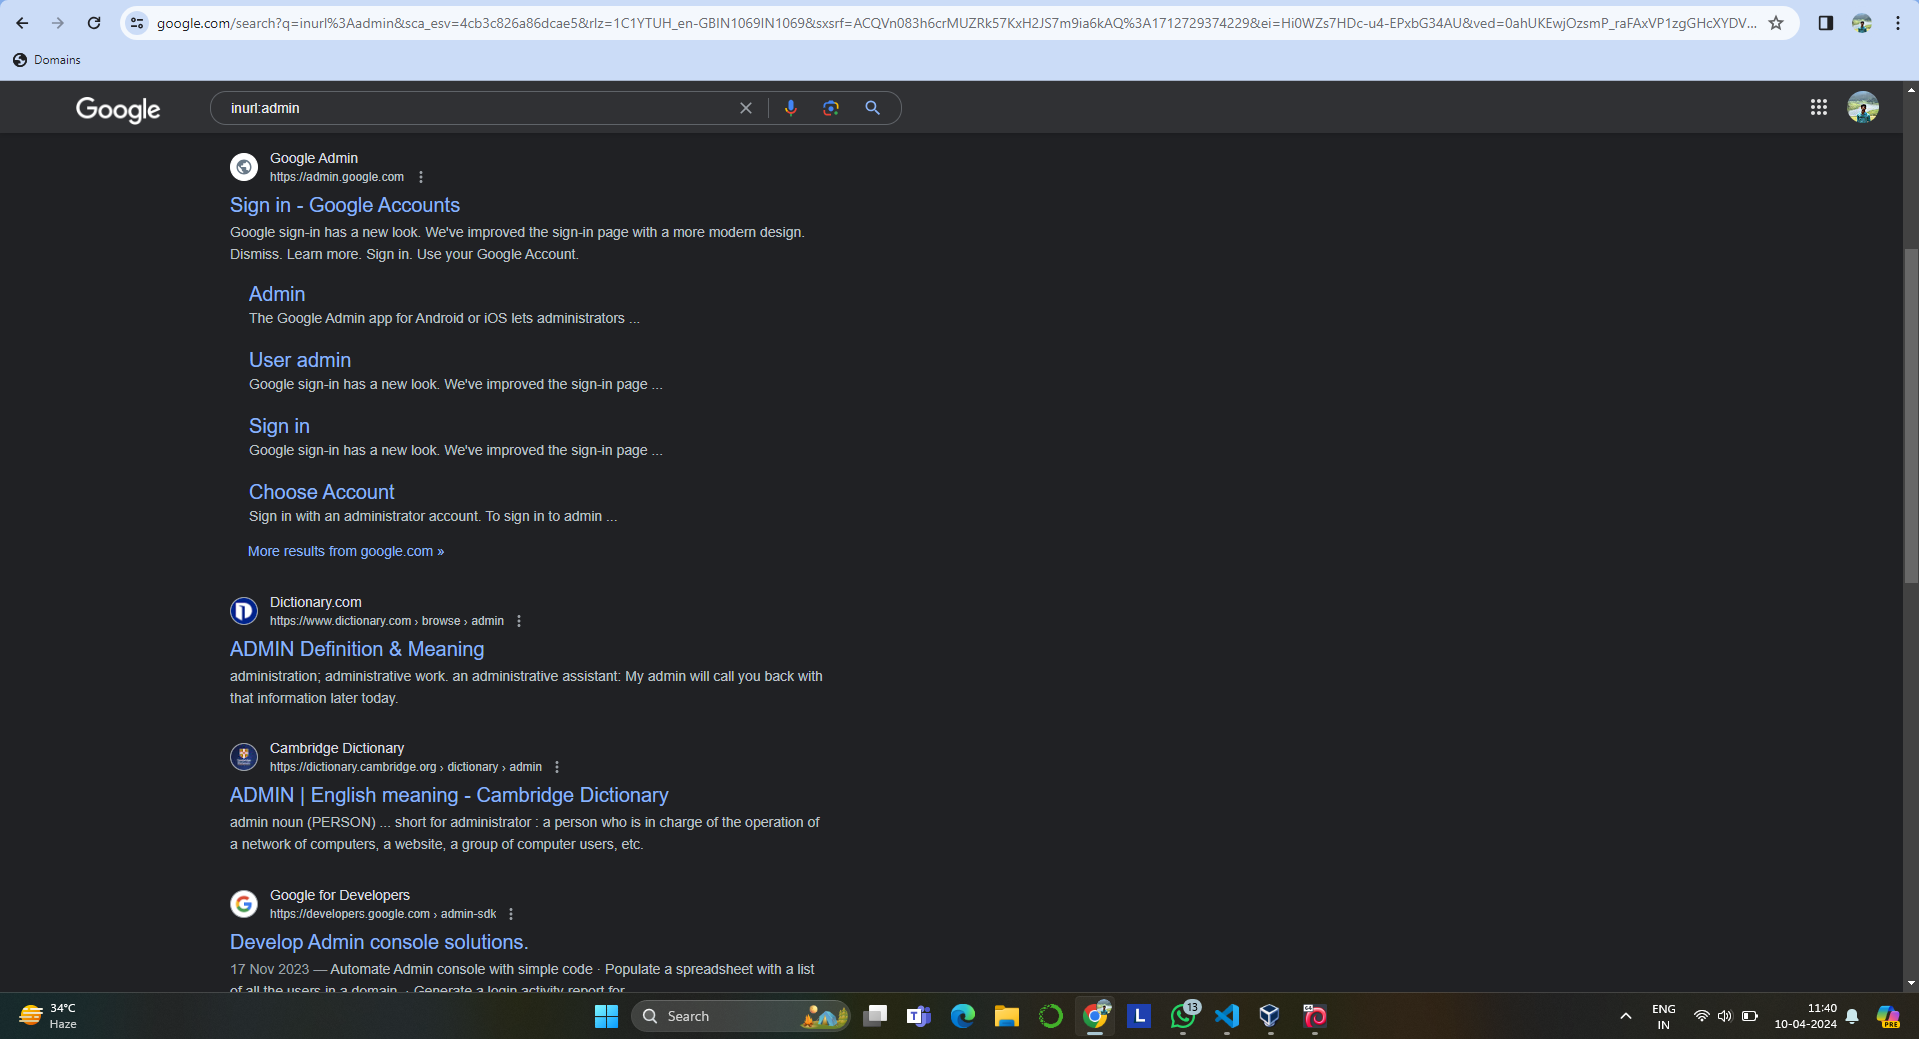 google.com/search?q=inurl%3Aadmin&sca_esv=4cb3c826a86dcae5&rlz=1C1YTUH_en-GBIN1069IN1069&sxsrf=ACQVn083h6crMUZRk57KxH2JS7m9ia6kAQ%3A1712729374229&ei=Hi0WZs7HDc-u4-EPxbG34AU&ved=0ahUKEwjOzsmP_raFAxVP1zgGHcXYDV...
Domains
Google
inurl:admin
Google Admin
https://admin.google.com
Sign in - Google Accounts
Google sign-in has a new look. We've improved the sign-in page with a more modern design.
Dismiss. Learn more. Sign in. Use your Google Account.
Admin
The Google Admin app for Android or iOS lets administrators ...
User admin
Google sign-in has a new look. We've improved the sign-in page ...
Sign in
Google sign-in has a new look. We've improved the sign-in page ...
Choose Account
Sign in with an administrator account. To sign in to admin ...
More results from google.com »
Dictionary.com
https://www.dictionary.com › browse › admin
ADMIN Definition & Meaning
administration; administrative work. an administrative assistant: My admin will call you back with
that information later today.
Cambridge Dictionary
https://dictionary.cambridge.org › dictionary › admin
ADMIN | English meaning - Cambridge Dictionary
admin noun (PERSON) ... short for administrator : a person who is in charge of the operation of
a network of computers, a website, a group of computer users, etc.
Google for Developers
https://developers.google.com › admin-sdk
Develop Admin console solutions.
17 Nov 2023 — Automate Admin console with simple code · Populate a spreadsheet with a list
of all the users in a domain. · Generate a login activity report for
34°C
Haze
Search
L
13
64
ENG
IN
11:40
10-04-2024
PRE